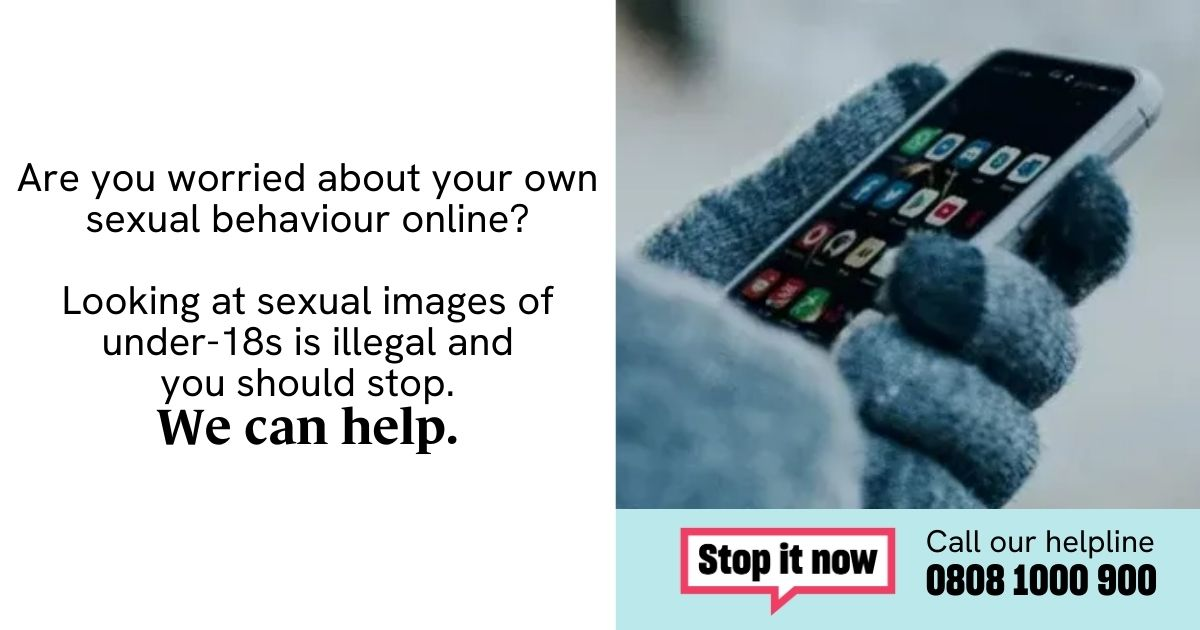 Are you worried about your own
sexual behaviour online?
Looking at sexual images of
under-18s is illegal and
you should stop.
We can help.
Stop it now
Call our helpline
0808 1000 900